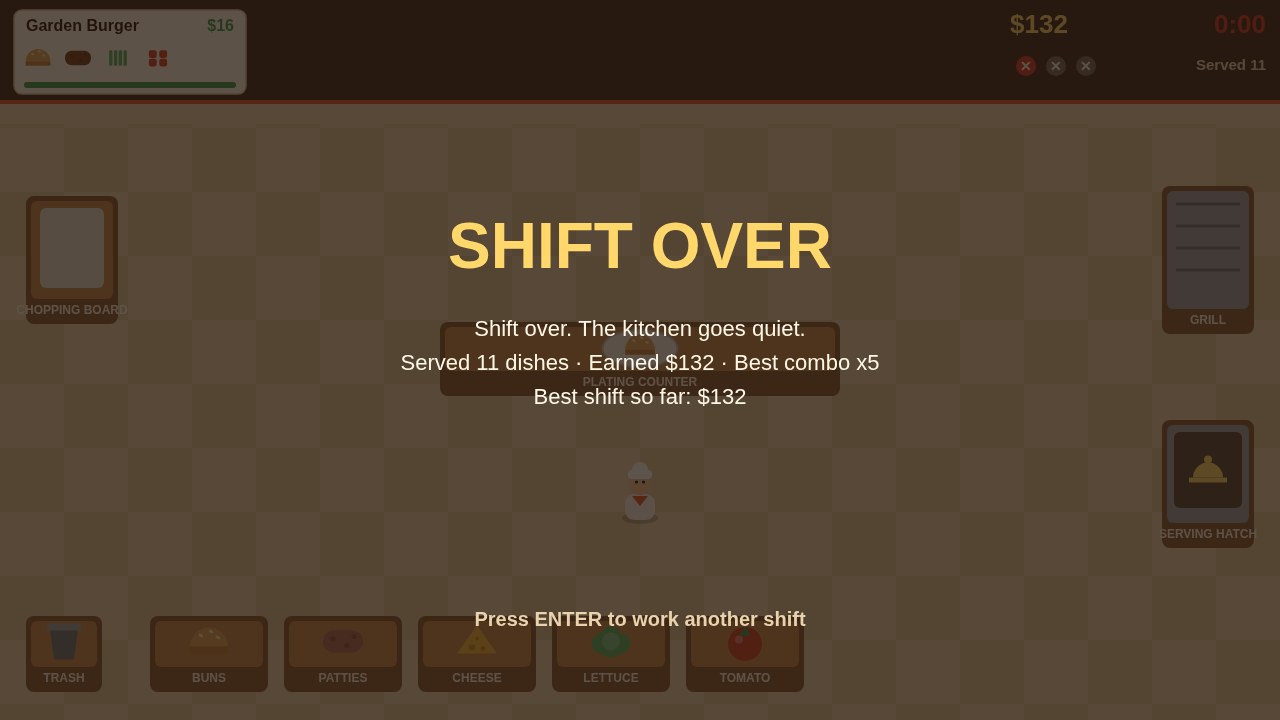 Garden Burger $16
$132
0:00
Served 11
CHOPPING BOARD
GRILL
SHIFT OVER
Shift over. The kitchen goes quiet.
Served 11 dishes · Earned $132 · Best combo x5
PLATING COUNTER
Best shift so far: $132
SERVING HATCH
Press ENTER to work another shift
TRASH
BUNS
PATTIES
CHEESE
LETTUCE
TOMATO